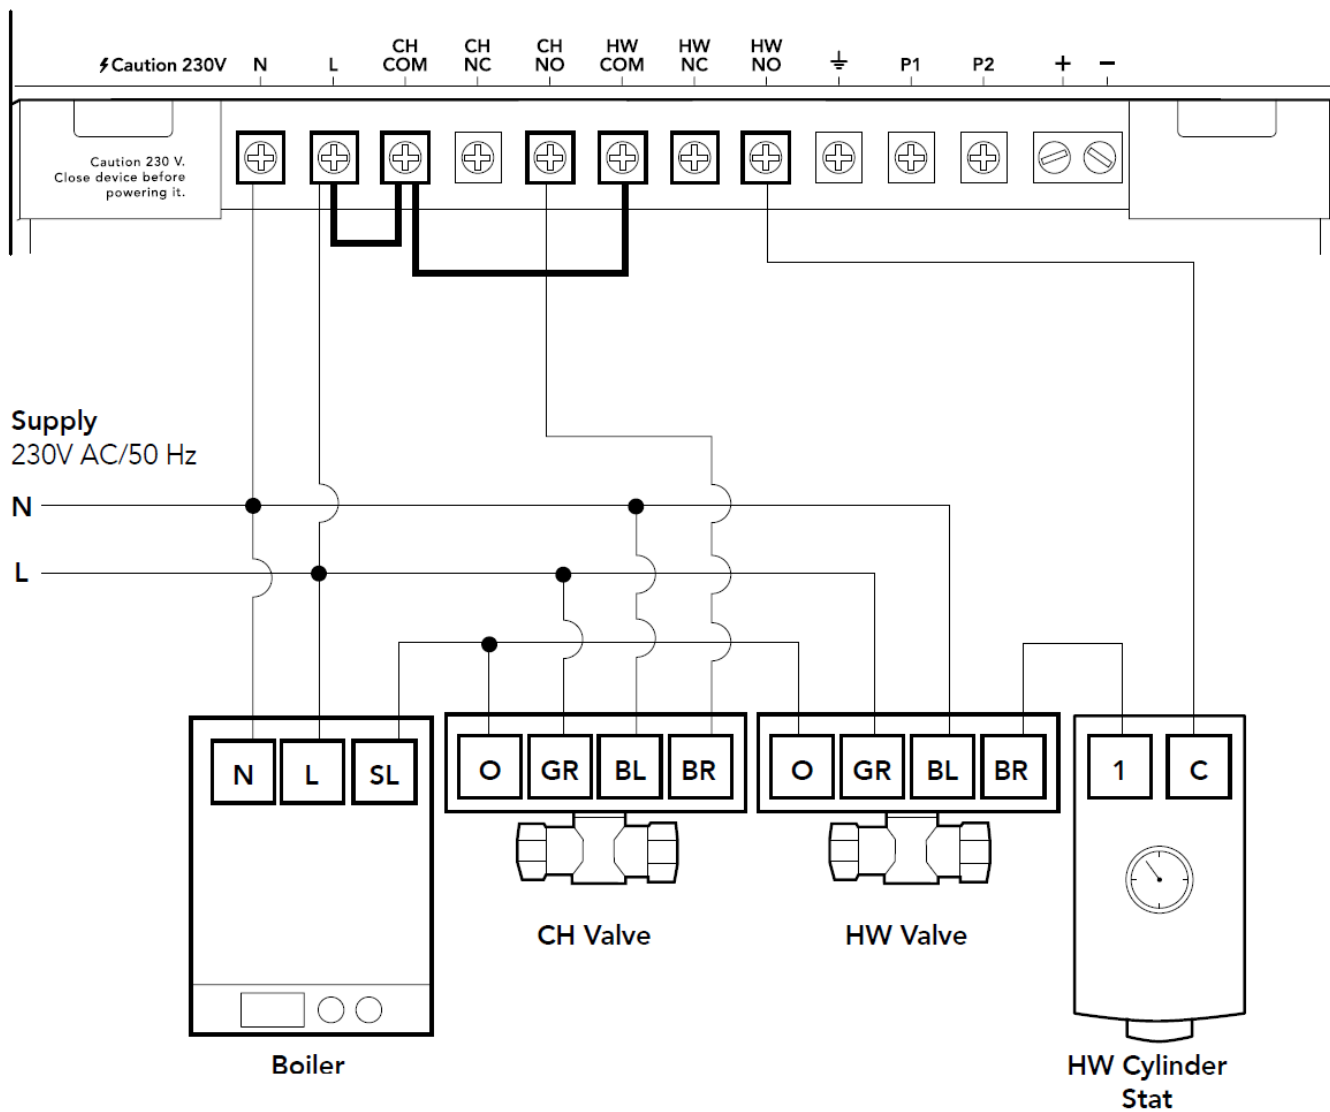 ⚡Caution 230V N L CH COM CH NC CH NO HW COM HW NC HW NO ⏚ P1 P2 + −
Caution 230 V.
Close device before
powering it.
Supply
230V AC/50 Hz
N
L
N L SL O GR BL BR O GR BL BR 1 C
CH Valve HW Valve
Boiler HW Cylinder
Stat